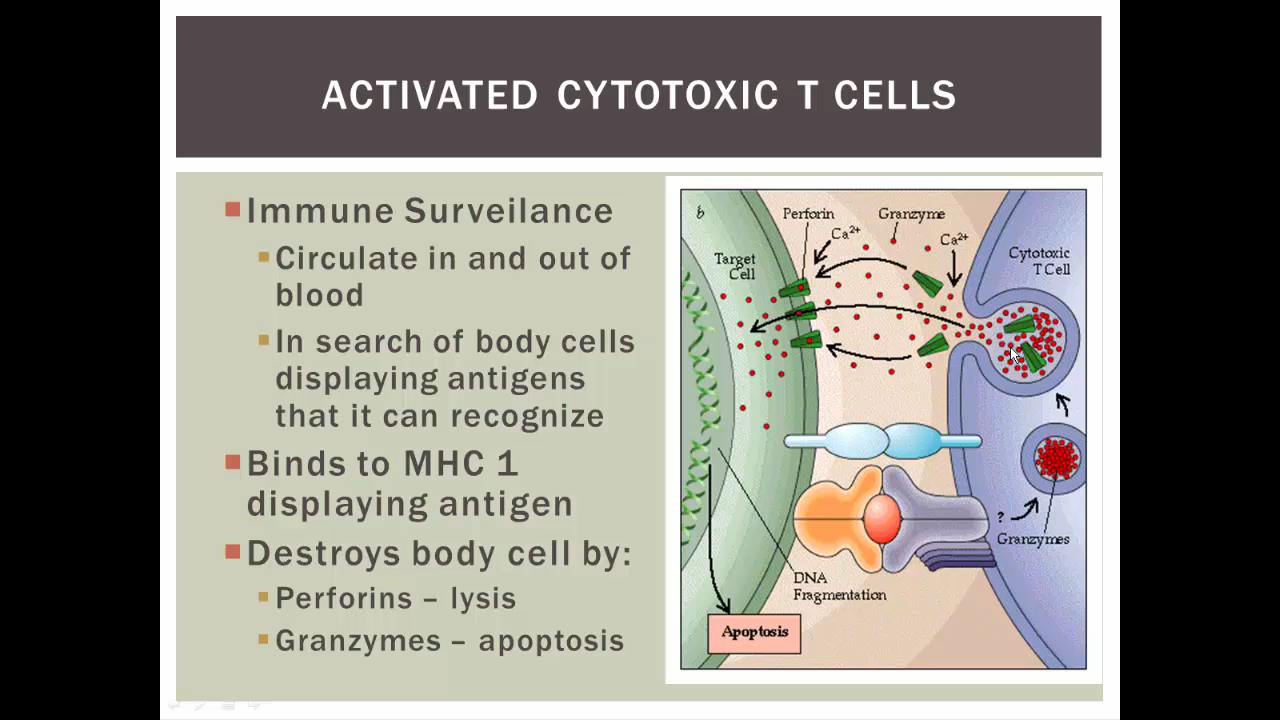 ACTIVATED CYTOTOXIC T CELLS
Immune Surveilance
Circulate in and out of
blood
In search of body cells
displaying antigens
that it can recognize
Binds to MHC 1
displaying antigen
Destroys body cell by:
Perforins – lysis
Granzymes – apoptosis
b
Perforin
Granzyme
Ca2+
Ca2+
Target
Cell
Cytotoxic
T Cell
?
Granzymes
DNA
Fragmentation
Apoptosis